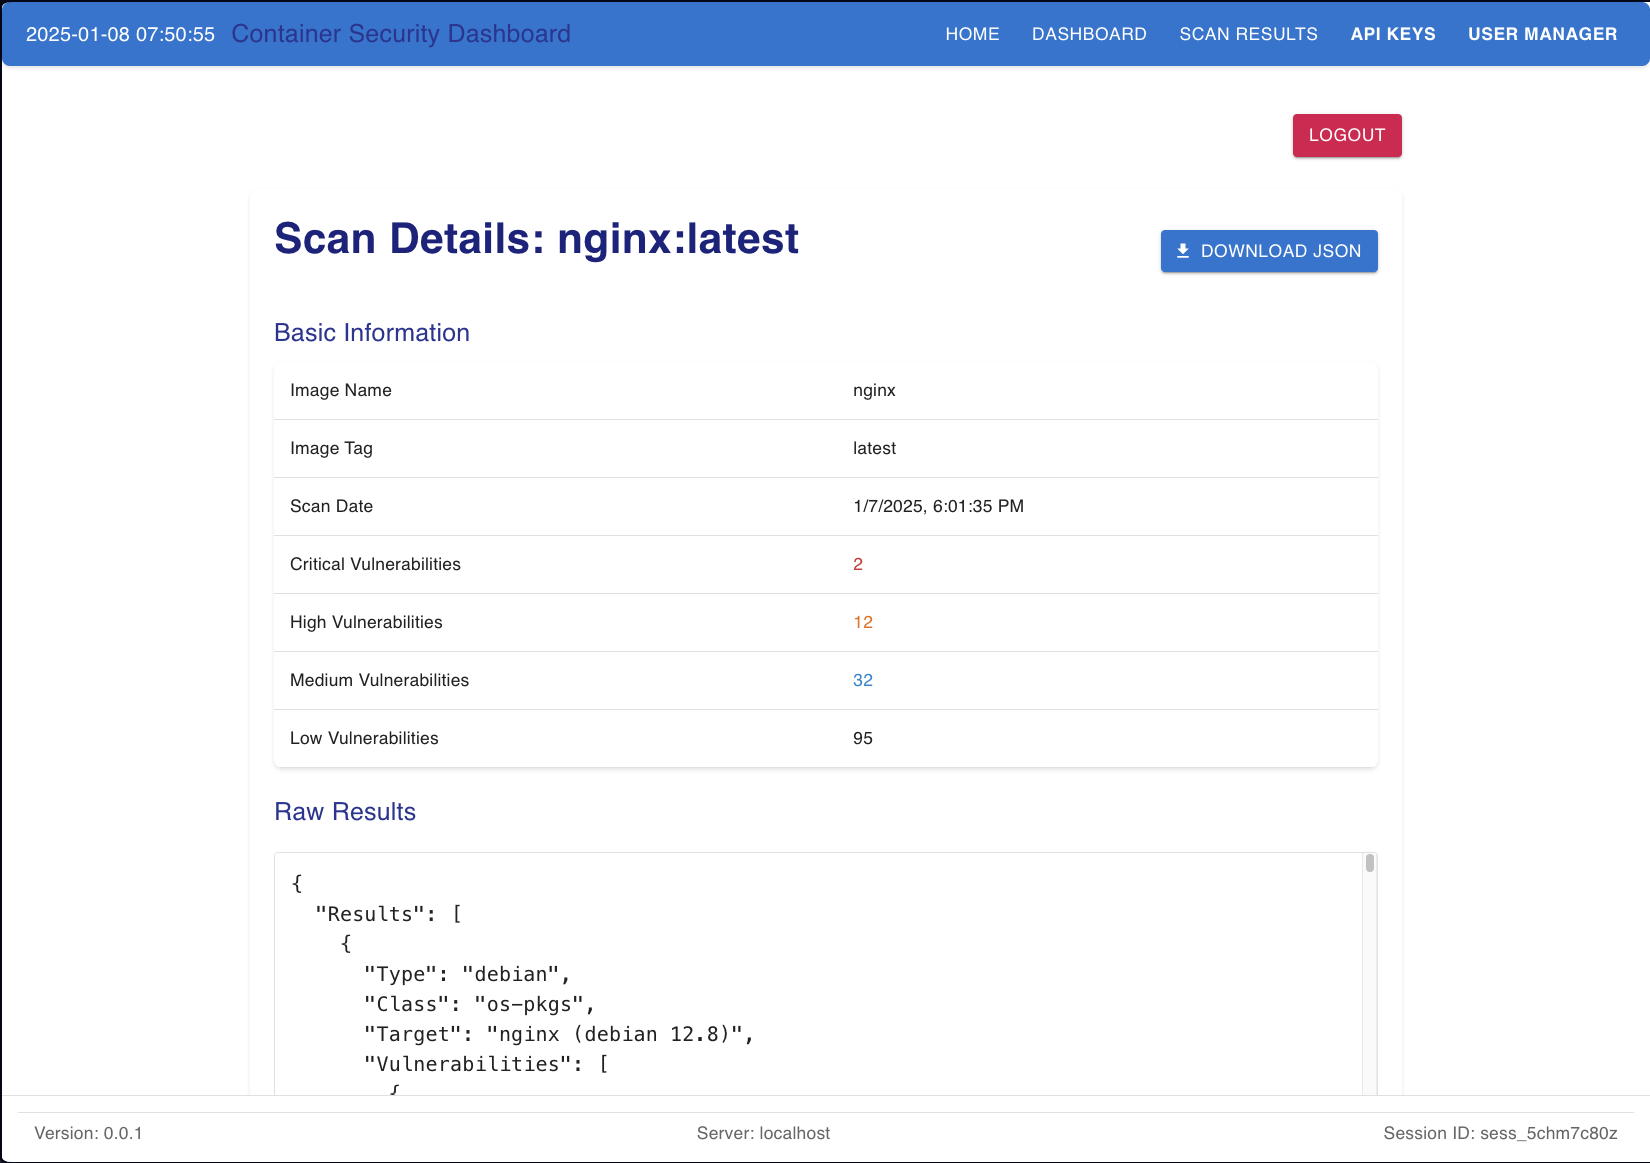 2025-01-08 07:50:55 Container Security Dashboard HOME DASHBOARD SCAN RESULTS API KEYS USER MANAGER
LOGOUT
Scan Details: nginx:latest
DOWNLOAD JSON
Basic Information
Image Name nginx
Image Tag latest
Scan Date 1/7/2025, 6:01:35 PM
Critical Vulnerabilities 2
High Vulnerabilities 12
Medium Vulnerabilities 32
Low Vulnerabilities 95
Raw Results
{
"Results": [
{
"Type": "debian",
"Class": "os-pkgs",
"Target": "nginx (debian 12.8)",
"Vulnerabilities": [
{
Version: 0.0.1 Server: localhost Session ID: sess_5chm7c80z